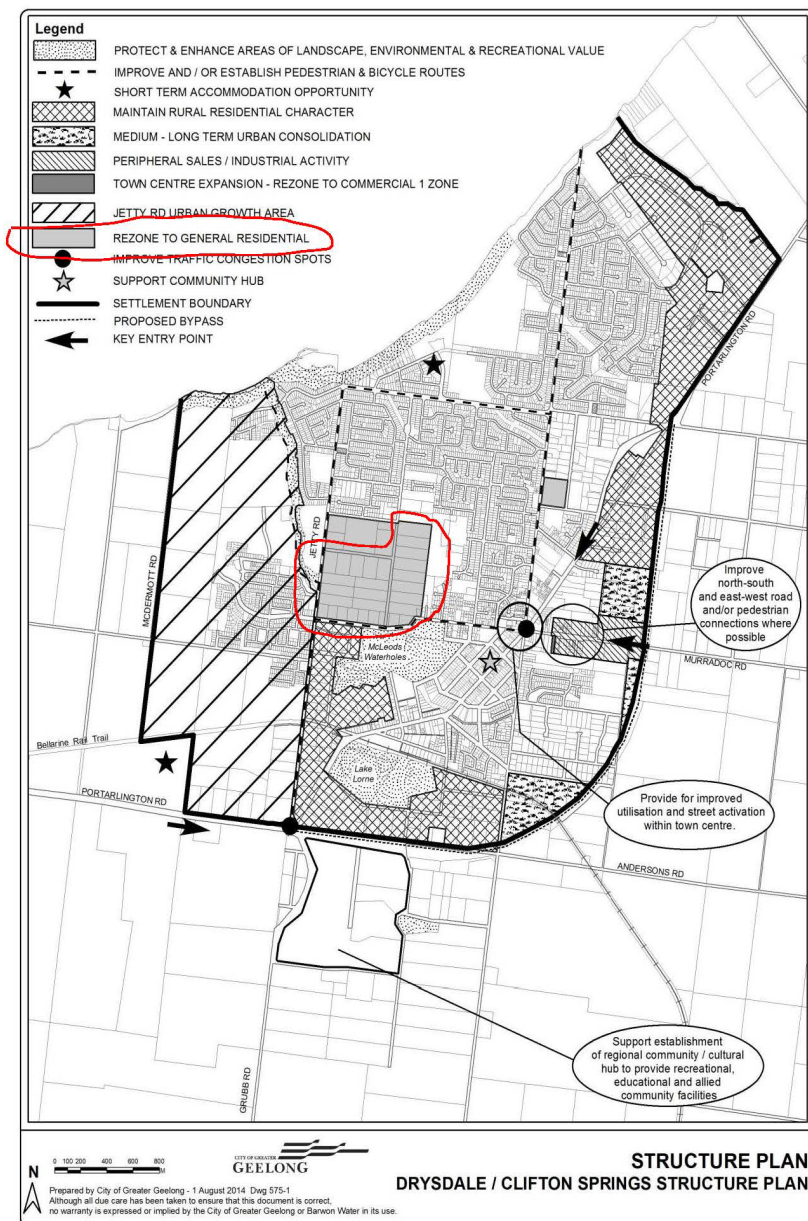 Legend
PROTECT & ENHANCE AREAS OF LANDSCAPE, ENVIRONMENTAL & RECREATIONAL VALUE
IMPROVE AND / OR ESTABLISH PEDESTRIAN & BICYCLE ROUTES
SHORT TERM ACCOMMODATION OPPORTUNITY
MAINTAIN RURAL RESIDENTIAL CHARACTER
MEDIUM - LONG TERM URBAN CONSOLIDATION
PERIPHERAL SALES / INDUSTRIAL ACTIVITY
TOWN CENTRE EXPANSION - REZONE TO COMMERCIAL 1 ZONE
JETTY RD URBAN GROWTH AREA
REZONE TO GENERAL RESIDENTIAL
IMPROVE TRAFFIC CONGESTION SPOTS
SUPPORT COMMUNITY HUB
SETTLEMENT BOUNDARY
PROPOSED BYPASS
KEY ENTRY POINT
PORTARLINGTON RD
JETTY RD
MCDERMOTT RD
Improve
north-south
and east-west road
and/or pedestrian
connections where
possible
McLeods
Waterholes
MURRADOC RD
Bellarine Rail Trail
Lake
Lorne
PORTARLINGTON RD
Provide for improved
utilisation and street activation
within town centre.
ANDERSONS RD
GRUBB RD
Support establishment
of regional community / cultural
hub to provide recreational,
educational and allied
community facilities
N
0 100 200 400 600 800
M
CITY OF GREATER
GEELONG
STRUCTURE PLAN
DRYSDALE / CLIFTON SPRINGS STRUCTURE PLAN
Prepared by City of Greater Geelong - 1 August 2014 Dwg 575-1
Although all due care has been taken to ensure that this document is correct,
no warranty is expressed or implied by the City of Greater Geelong or Barwon Water in its use.